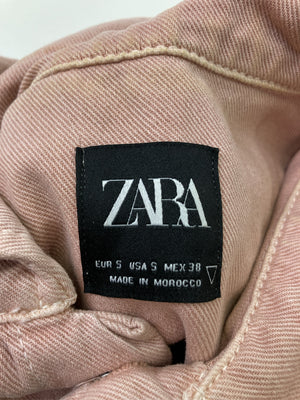 ZARA
EUR S USA S MEX 38
MADE IN MOROCCO